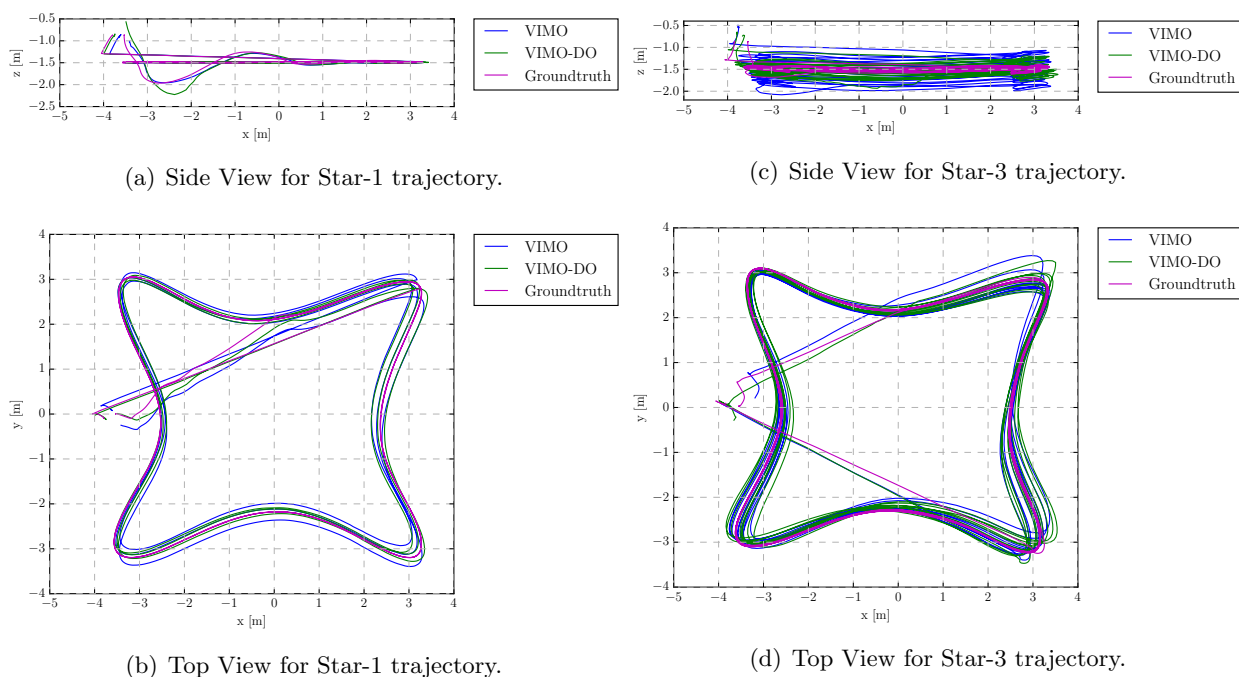 −0.5
−1.0
−1.5
−2.0
−2.5
z [m]
−5 −4 −3 −2 −1 0 1 2 3 4
x [m]
VIMO
VIMO-DO
Groundtruth
(a) Side View for Star-1 trajectory.
−0.5
−1.0
−1.5
−2.0
z [m]
−5 −4 −3 −2 −1 0 1 2 3 4
x [m]
VIMO
VIMO-DO
Groundtruth
(c) Side View for Star-3 trajectory.
4
3
2
1
0
−1
−2
−3
−4
y [m]
−5 −4 −3 −2 −1 0 1 2 3 4
x [m]
VIMO
VIMO-DO
Groundtruth
(b) Top View for Star-1 trajectory.
4
3
2
1
0
−1
−2
−3
−4
y [m]
−5 −4 −3 −2 −1 0 1 2 3 4
x [m]
VIMO
VIMO-DO
Groundtruth
(d) Top View for Star-3 trajectory.